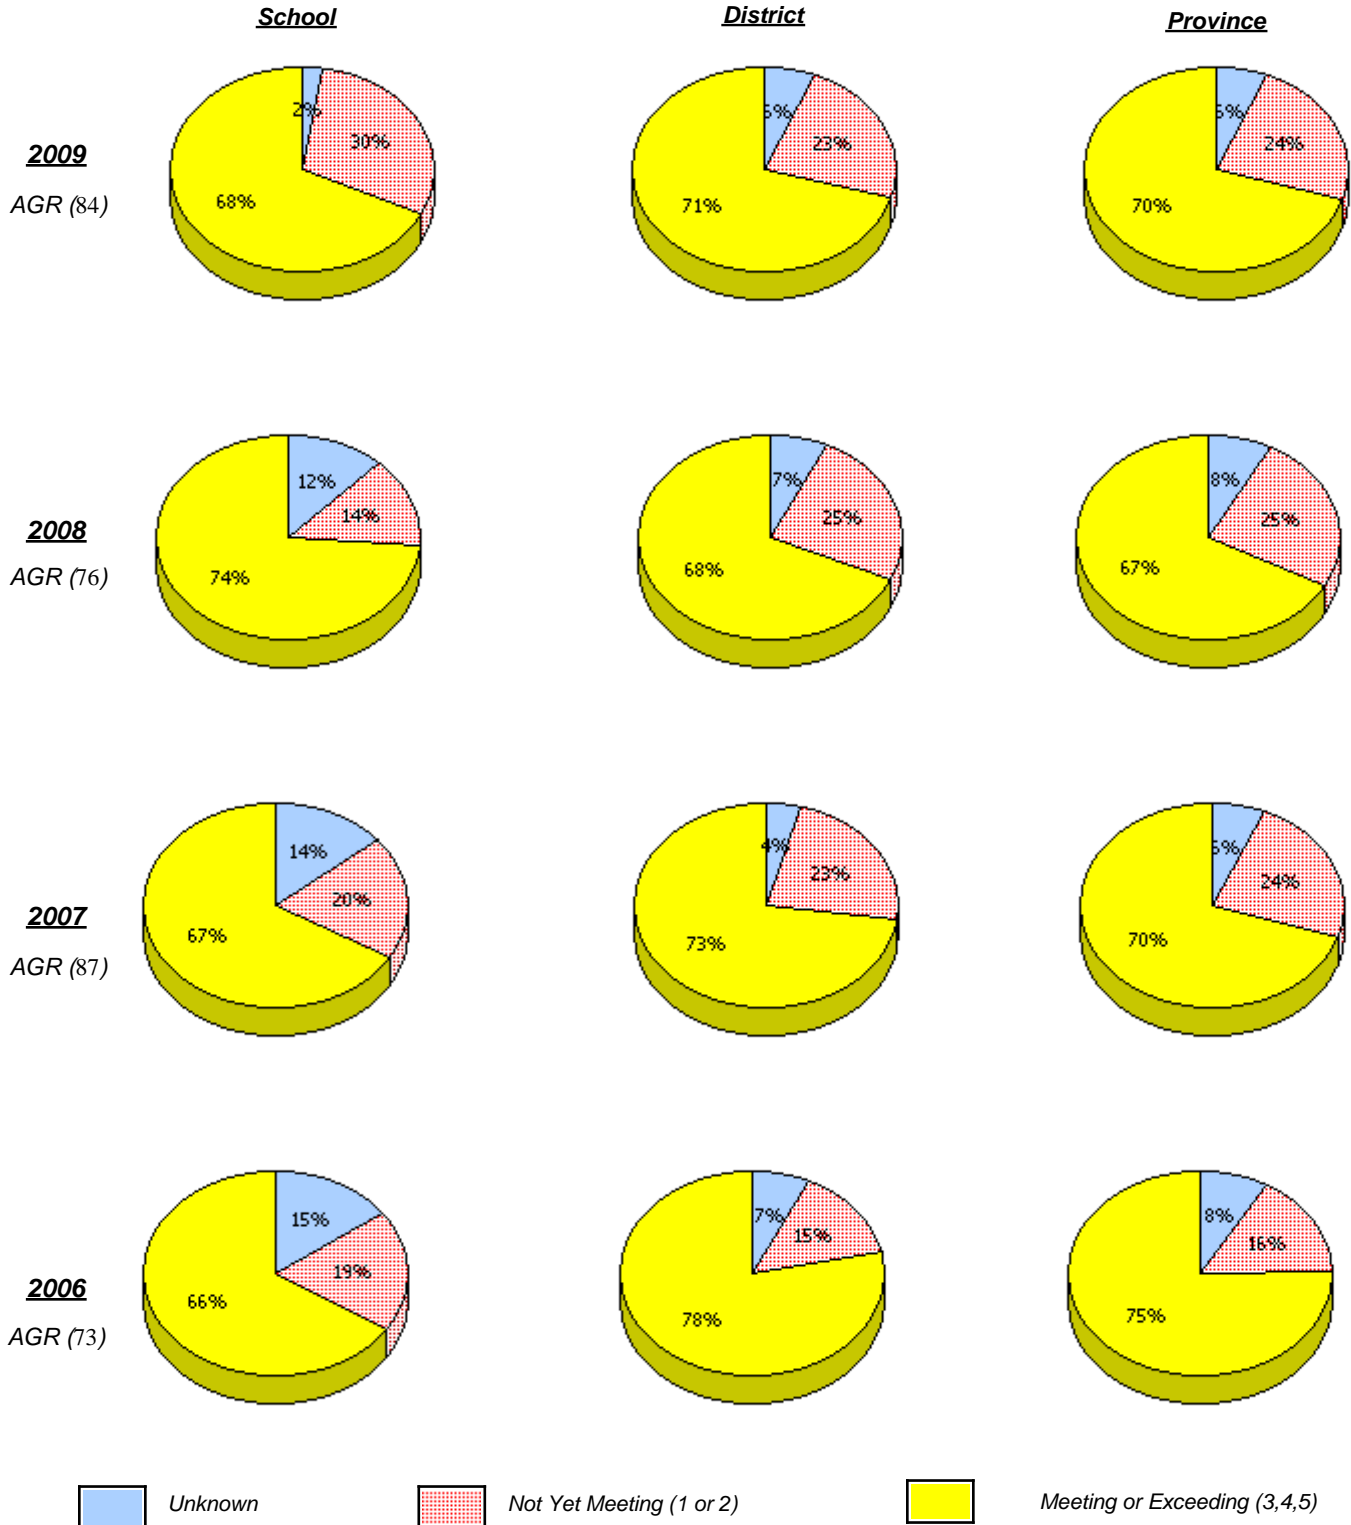 School District Province
2% 6% 6%
2009 30% 23% 24%
AGR (84) 68% 71% 70%
12% 7% 8%
2008 14% 25% 25%
AGR (76) 74% 68% 67%
14% 4% 6%
2007 20% 23% 24%
AGR (87) 67% 73% 70%
15% 7% 8%
2006 19% 15% 16%
AGR (73) 66% 78% 75%
Unknown Not Yet Meeting (1 or 2) Meeting or Exceeding (3,4,5)